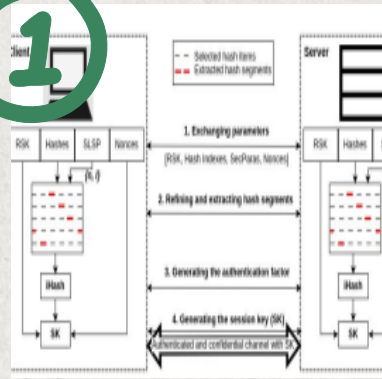 1
Client
Server
Selected hash items
Extracted hash segments
RSK Hashes SLSP Nonces
RSK Hashes
1. Exchanging parameters
[RSK, Hash Indexes, SecParas, Nonces]
2. Refining and extracting hash segments
3. Generating the authentication factor
IHash
IHash
4. Generating the session key (SK)
SK
SK
Authenticated and confidential channel with SK